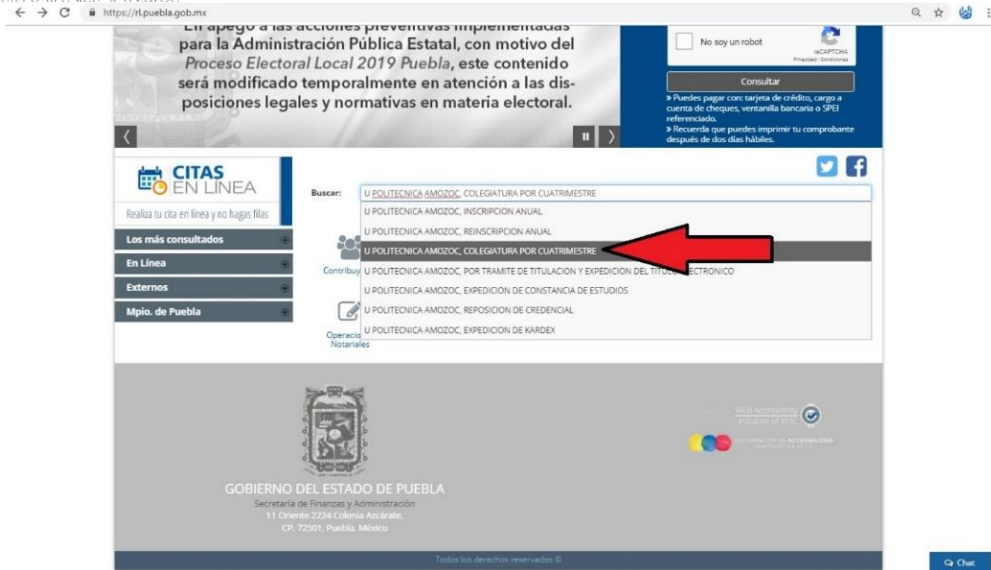 https://rl.puebla.gob.mx
En apego a las acciones preventivas implementadas
para la Administración Pública Estatal, con motivo del
Proceso Electoral Local 2019 Puebla, este contenido
será modificado temporalmente en atención a las dis-
posiciones legales y normativas en materia electoral.
No soy un robot
reCAPTCHA
Privacidad - Condiciones
Consultar
» Puedes pagar con: tarjeta de crédito, cargo a
cuenta de cheques, ventanilla bancaria o SPEI
referenciado.
» Recuerda que puedes imprimir tu comprobante
después de dos días hábiles.
CITAS
EN LÍNEA
Realiza tu cita en línea y no hagas filas
Los más consultados
En Línea
Externos
Mpio. de Puebla
Buscar:
U POLITECNICA AMOZOC, COLEGIATURA POR CUATRIMESTRE
U POLITECNICA AMOZOC, INSCRIPCION ANUAL
U POLITECNICA AMOZOC, REINSCRIPCION ANUAL
U POLITECNICA AMOZOC, COLEGIATURA POR CUATRIMESTRE
U POLITECNICA AMOZOC, POR TRAMITE DE TITULACION Y EXPEDICION DEL TITULO ELECTRONICO
U POLITECNICA AMOZOC, EXPEDICION DE CONSTANCIA DE ESTUDIOS
U POLITECNICA AMOZOC, REPOSICION DE CREDENCIAL
U POLITECNICA AMOZOC, EXPEDICION DE KARDEX
Contribuy
Operacio
Notariales
GOBIERNO DEL ESTADO DE PUEBLA
Secretaría de Finanzas y Administración
11 Oriente 2224 Colonia Azcárate,
CP. 72501. Puebla, México
WEB Accessibility
DECLARACIÓN DE ACCESIBILIDAD
Todos los derechos reservados ©
Chat